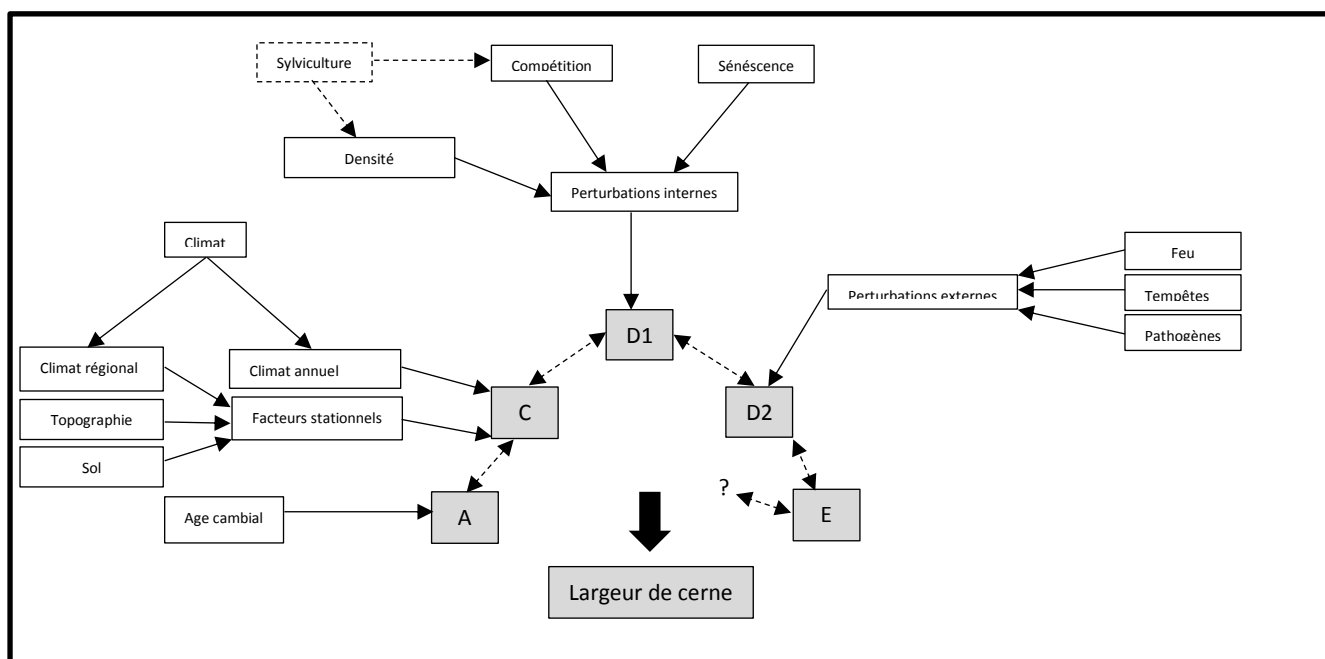 Sylviculture
Compétition
Sénéscence
Densité
Perturbations internes
Climat
Feu
Perturbations externes
Tempêtes
Pathogènes
D1
Climat régional
Climat annuel
C
D2
Topographie
Facteurs stationnels
Sol
?
Age cambial
A
E
Largeur de cerne